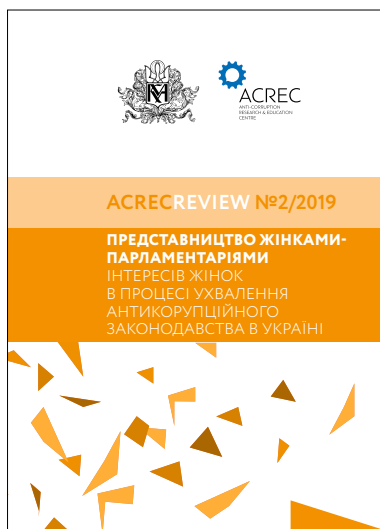 ACREC
ANTI-CORRUPTION
RESEARCH & EDUCATION
CENTRE
ACRECREVIEW №2/2019
ПРЕДСТАВНИЦТВО ЖІНКАМИ-
ПАРЛАМЕНТАРІЯМИ
ІНТЕРЕСІВ ЖІНОК
В ПРОЦЕСІ УХВАЛЕННЯ
АНТИКОРУПЦІЙНОГО
ЗАКОНОДАВСТВА В УКРАЇНІ